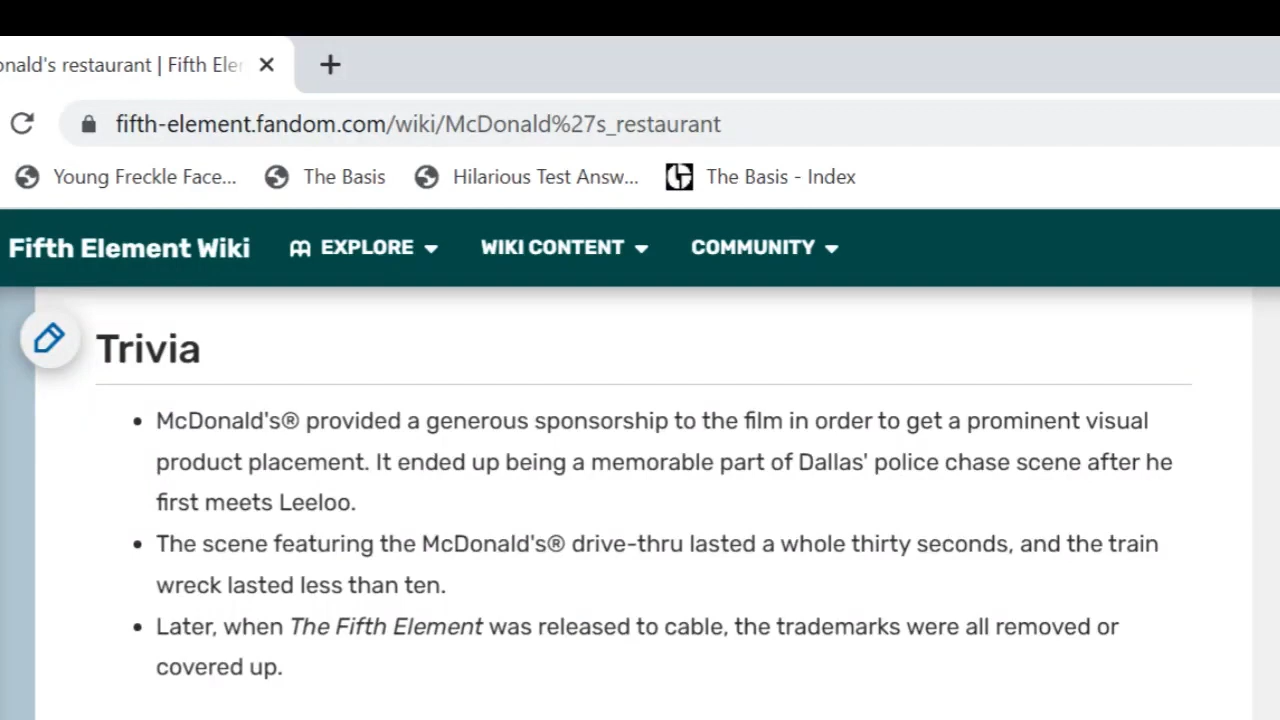 onald's restaurant | Fifth Eler
fifth-element.fandom.com/wiki/McDonald%27s_restaurant
Young Freckle Face... The Basis Hilarious Test Answ... The Basis - Index
Fifth Element Wiki EXPLORE WIKI CONTENT COMMUNITY
Trivia
• McDonald's® provided a generous sponsorship to the film in order to get a prominent visual
product placement. It ended up being a memorable part of Dallas' police chase scene after he
first meets Leeloo.
• The scene featuring the McDonald's® drive-thru lasted a whole thirty seconds, and the train
wreck lasted less than ten.
• Later, when The Fifth Element was released to cable, the trademarks were all removed or
covered up.